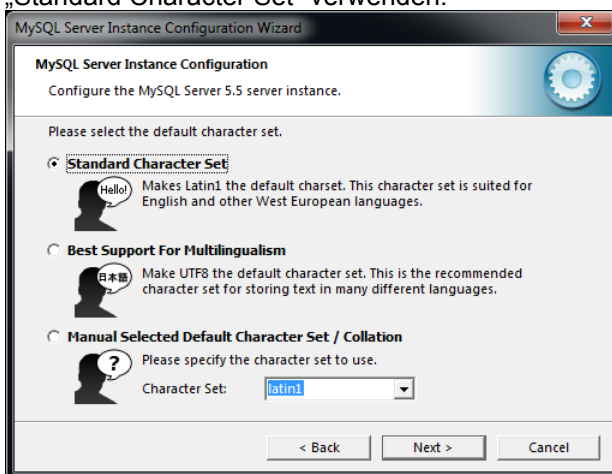 „Standard Character Set“ verwenden.
MySQL Server Instance Configuration Wizard
MySQL Server Instance Configuration
Configure the MySQL Server 5.5 server instance.
Please select the default character set.
Standard Character Set
Hello!
Makes Latin1 the default charset. This character set is suited for
English and other West European languages.
Best Support For Multilingualism
日本語
Make UTF8 the default character set. This is the recommended
character set for storing text in many different languages.
Manual Selected Default Character Set / Collation
?
Please specify the character set to use.
Character Set: latin1
< Back Next > Cancel